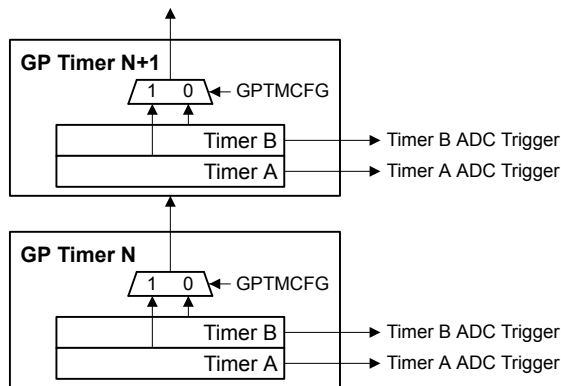 GP Timer N+1
1 0
GPTMCFG
Timer B
Timer B ADC Trigger
Timer A
Timer A ADC Trigger
GP Timer N
1 0
GPTMCFG
Timer B
Timer B ADC Trigger
Timer A
Timer A ADC Trigger